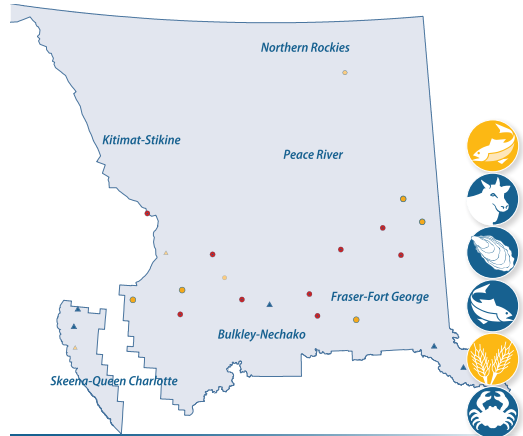 Northern Rockies
Kitimat-Stikine
Peace River
Fraser-Fort George
Bulkley-Nechako
Skeena-Queen Charlotte